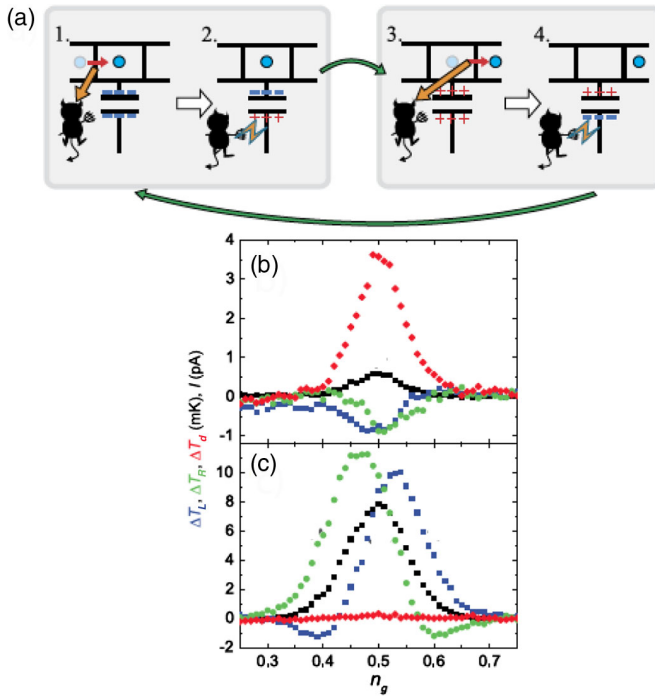 (a)
1. 2. 3. 4.
− − −
− − −
− − −
+++
+++
+++
+++
− − −
(b)
4
3
2
1
0
-1
(c)
10
8
6
4
2
0
-2
ΔT_L, ΔT_R, ΔT_d (mK), I (pA)
0,3 0,4 0,5 0,6 0,7
n_g